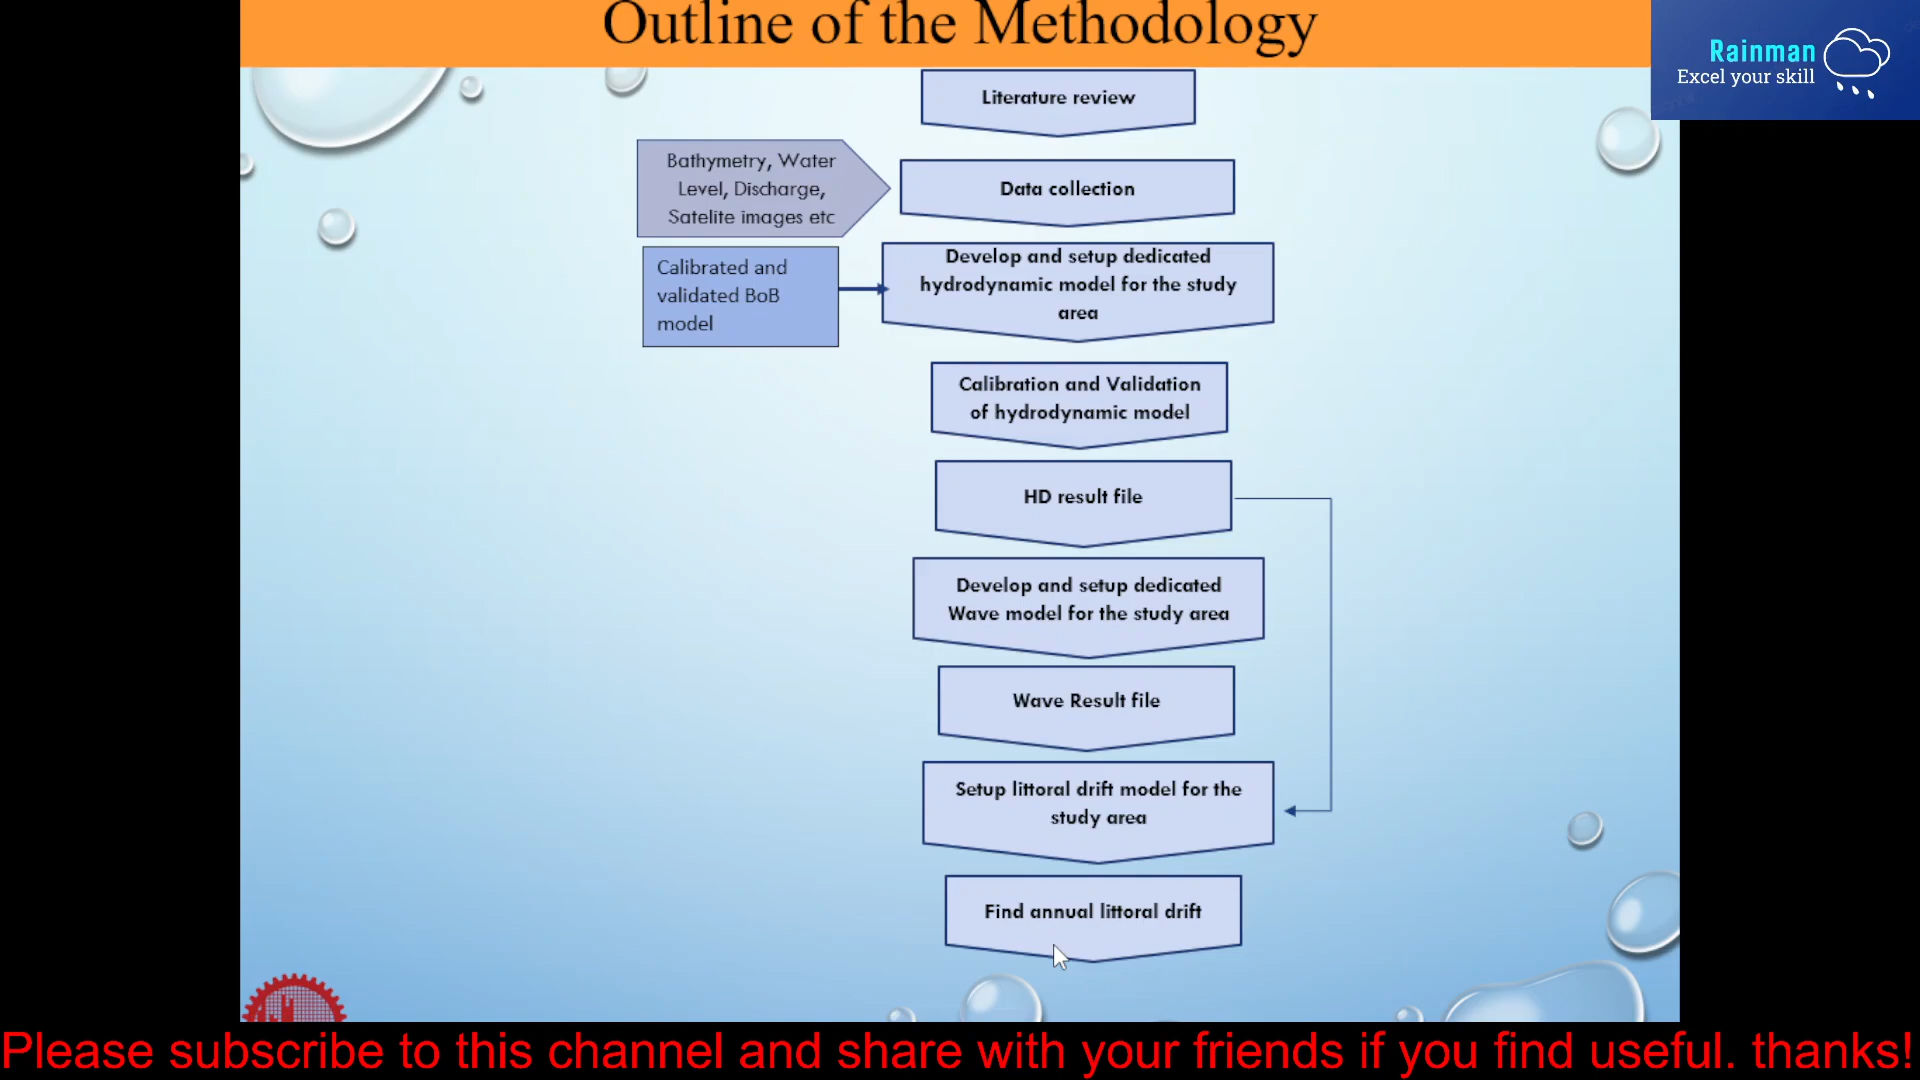 Outline of the Methodology
Rainman
Excel your skill
Literature review
Bathymetry, Water
Level, Discharge,
Satelite images etc
Data collection
Calibrated and
validated BoB
model
Develop and setup dedicated
hydrodynamic model for the study
area
Calibration and Validation
of hydrodynamic model
HD result file
Develop and setup dedicated
Wave model for the study area
Wave Result file
Setup littoral drift model for the
study area
Find annual littoral drift
Please subscribe to this channel and share with your friends if you find useful. thanks!